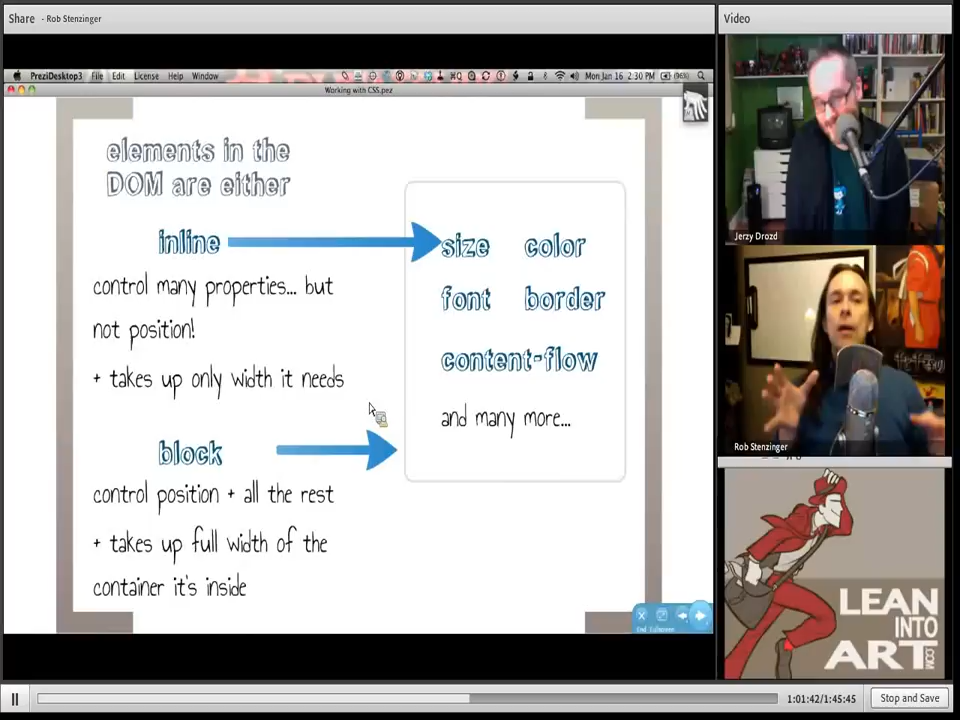 Share - Rob Stenzinger
Video
PreziDesktop3 File Edit License Help Window
Mon Jan 16 2:30 PM (96%)
Working with CSS.pez
elements in the
DOM are either
inline
control many properties... but
not position!
+ takes up only width it needs
block
control position + all the rest
+ takes up full width of the
container it's inside
size color
font border
content-flow
and many more...
End Fullscreen
Jerzy Drozd
Rob Stenzinger
LEAN
INTO
ART
.COM
1:01:42/1:45:45
Stop and Save